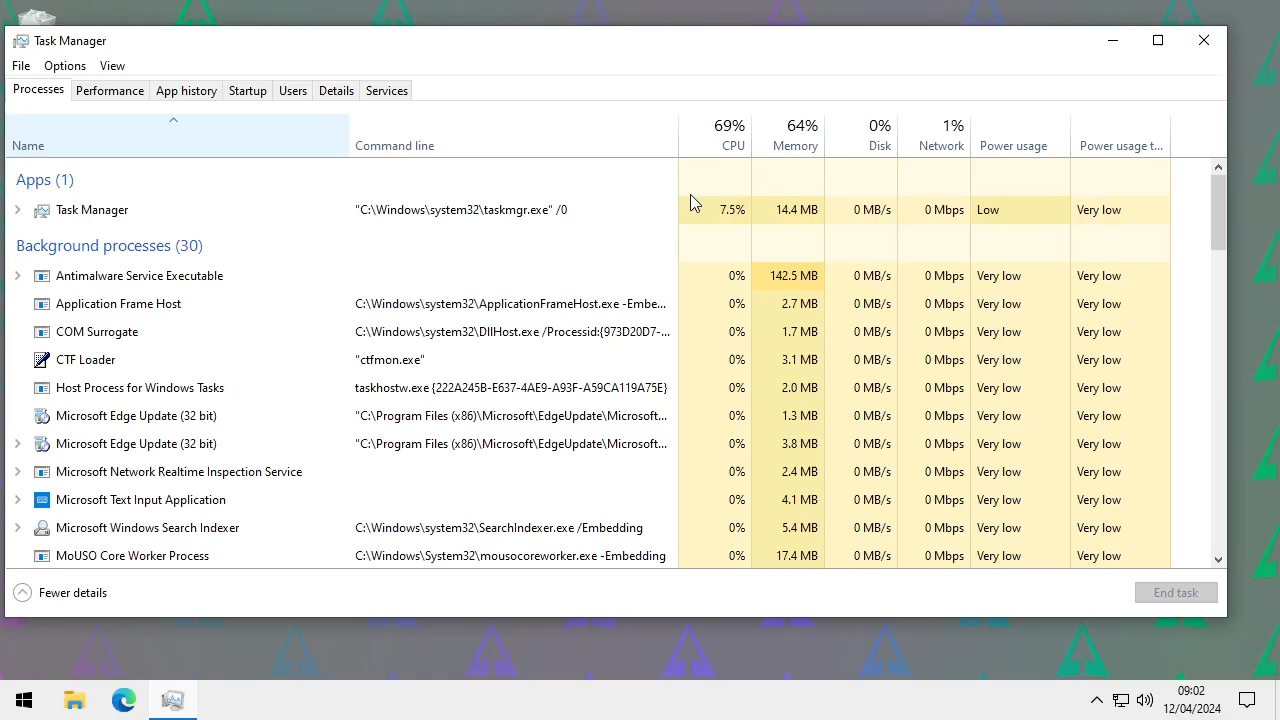 Task Manager
File Options View
Processes Performance App history Startup Users Details Services
69% 64% 0% 1%
Name Command line CPU Memory Disk Network Power usage Power usage t...
Apps (1)
Task Manager "C:\Windows\system32\taskmgr.exe" /0 7.5% 14.4 MB 0 MB/s 0 Mbps Low Very low
Background processes (30)
Antimalware Service Executable 0% 142.5 MB 0 MB/s 0 Mbps Very low Very low
Application Frame Host C:\Windows\system32\ApplicationFrameHost.exe -Embe... 0% 2.7 MB 0 MB/s 0 Mbps Very low Very low
COM Surrogate C:\Windows\system32\DllHost.exe /Processid:{973D20D7-... 0% 1.7 MB 0 MB/s 0 Mbps Very low Very low
CTF Loader "ctfmon.exe" 0% 3.1 MB 0 MB/s 0 Mbps Very low Very low
Host Process for Windows Tasks taskhostw.exe {222A245B-E637-4AE9-A93F-A59CA119A75E} 0% 2.0 MB 0 MB/s 0 Mbps Very low Very low
Microsoft Edge Update (32 bit) "C:\Program Files (x86)\Microsoft\EdgeUpdate\Microsoft... 0% 1.3 MB 0 MB/s 0 Mbps Very low Very low
Microsoft Edge Update (32 bit) "C:\Program Files (x86)\Microsoft\EdgeUpdate\Microsoft... 0% 3.8 MB 0 MB/s 0 Mbps Very low Very low
Microsoft Network Realtime Inspection Service 0% 2.4 MB 0 MB/s 0 Mbps Very low Very low
Microsoft Text Input Application 0% 4.1 MB 0 MB/s 0 Mbps Very low Very low
Microsoft Windows Search Indexer C:\Windows\system32\SearchIndexer.exe /Embedding 0% 5.4 MB 0 MB/s 0 Mbps Very low Very low
MoUSO Core Worker Process C:\Windows\System32\mousocoreworker.exe -Embedding 0% 17.4 MB 0 MB/s 0 Mbps Very low Very low
Fewer details End task
09:02
12/04/2024